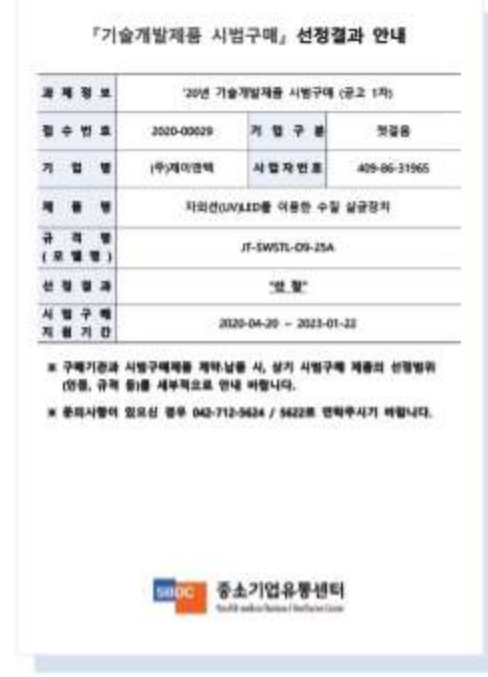 「기술개발제품 시범구매」 선정결과 안내
과 제 정 보 '20년 기술개발제품 시범구매 (공고 1차)
접 수 번 호 2020-00029 기 업 구 분 첫걸음
기 업 명 (주)제이앤텍 사업자번호 409-86-31965
제 품 명 자외선(UV)LED를 이용한 수질 살균장치
규 격 명
(모델명) JT-SWSTL-D9-25A
선 정 결 과 "선 정"
시 범 구 매
지 원 기 간 2020-04-20 ~ 2023-01-22
※ 구매기관과 시범구매제품 계약·납품 시, 상기 시범구매 제품의 선정범위
(인증, 규격 등)를 세부적으로 안내 바랍니다.
※ 문의사항이 있으신 경우 042-712-5624 / 5622로 연락주시기 바랍니다.
SBDC 중소기업유통센터